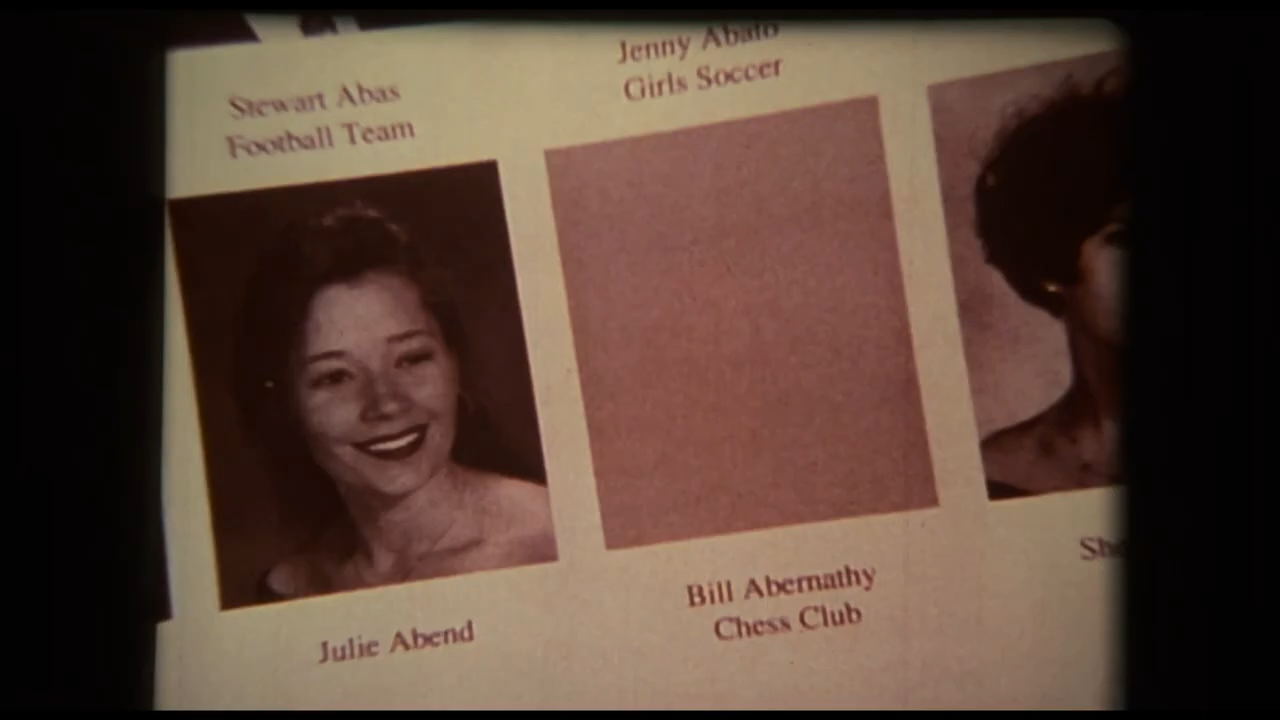 Stewart Abas
Football Team
Jenny Abato
Girls Soccer
Julie Abend
Bill Abernathy
Chess Club